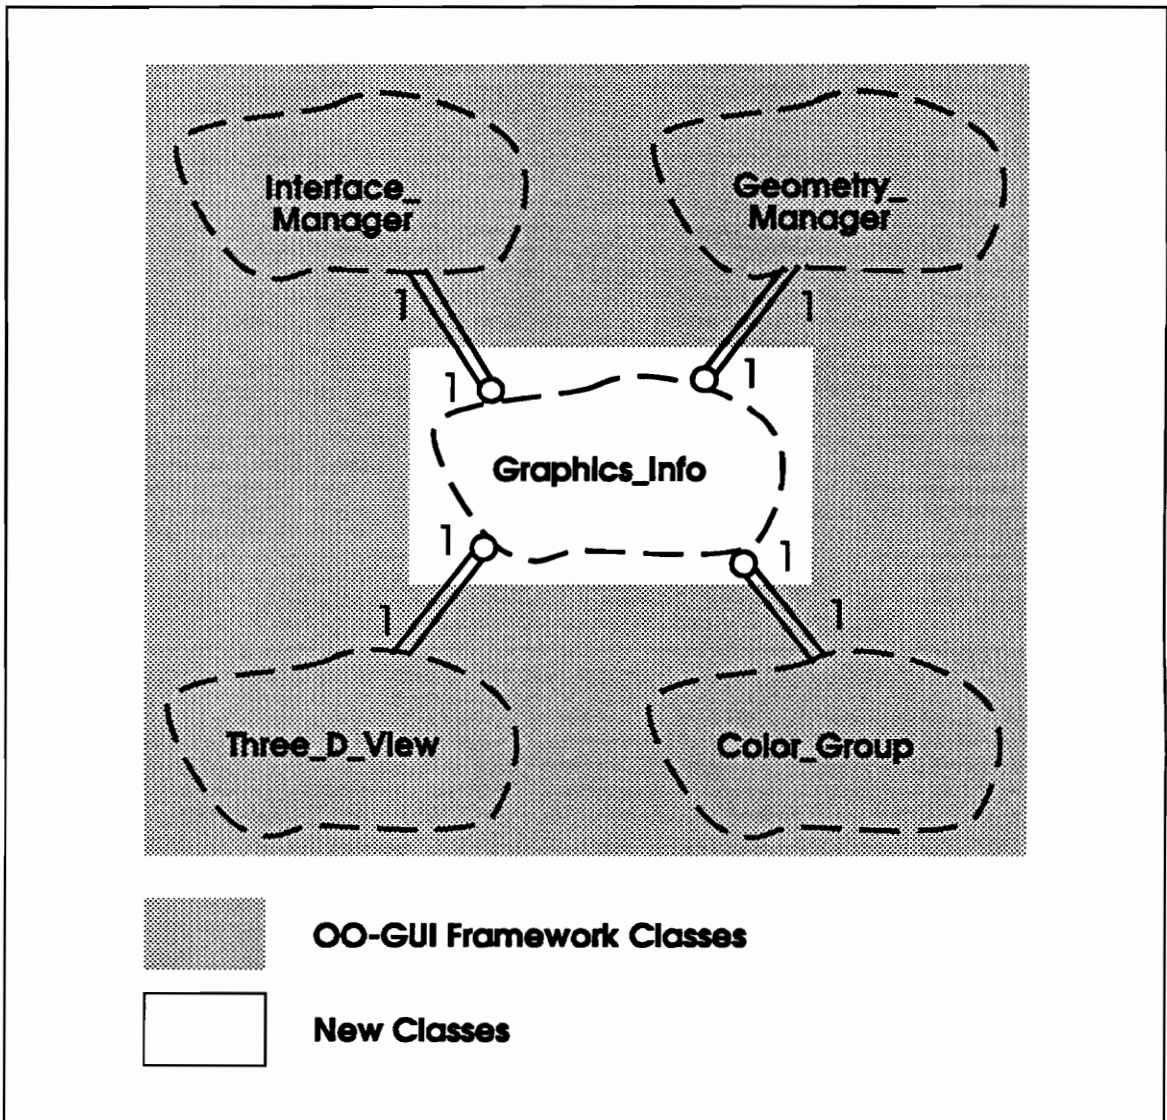 Interface_
Manager
Geometry_
Manager
1
1
1
1
Graphics_Info
1
1
1
1
Three_D_View
Color_Group
OO-GUI Framework Classes
New Classes